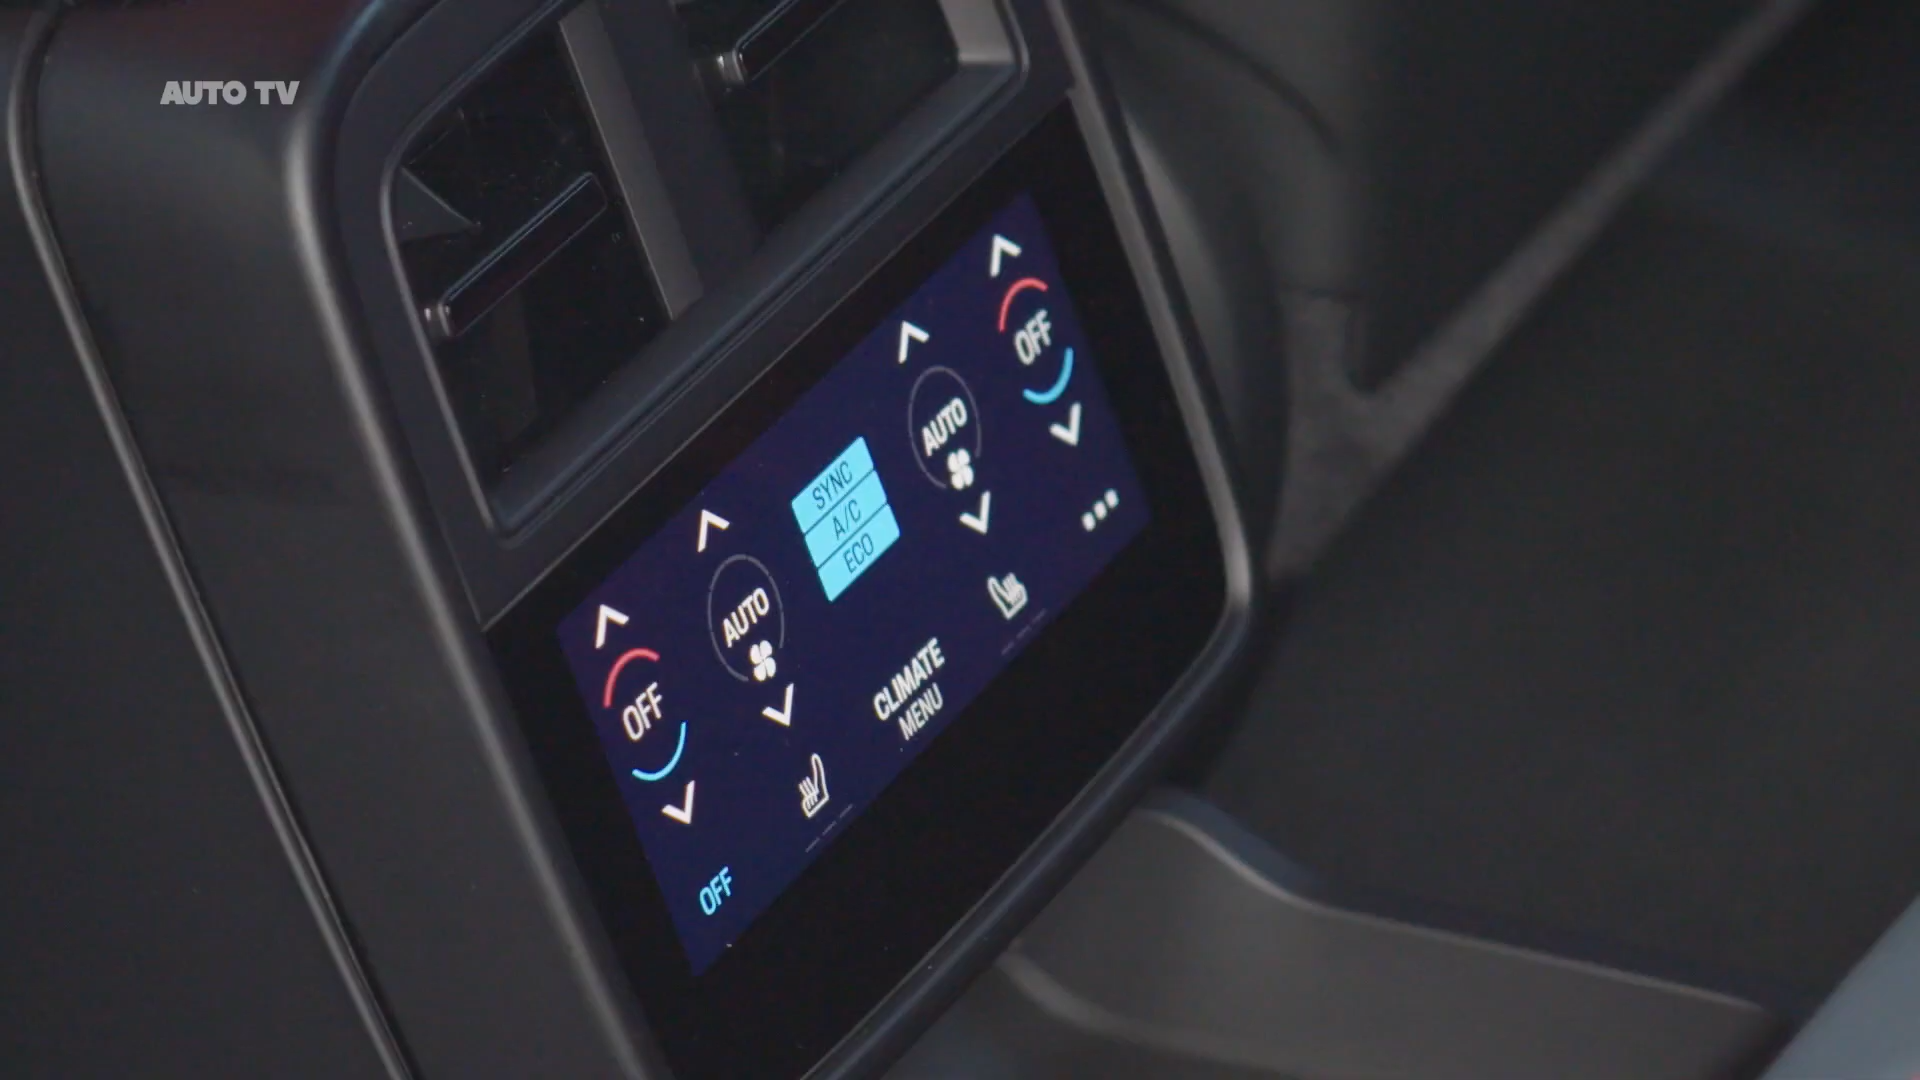 AUTO TV
OFF
AUTO
SYNC
A/C
ECO
AUTO
OFF
CLIMATE
MENU
OFF